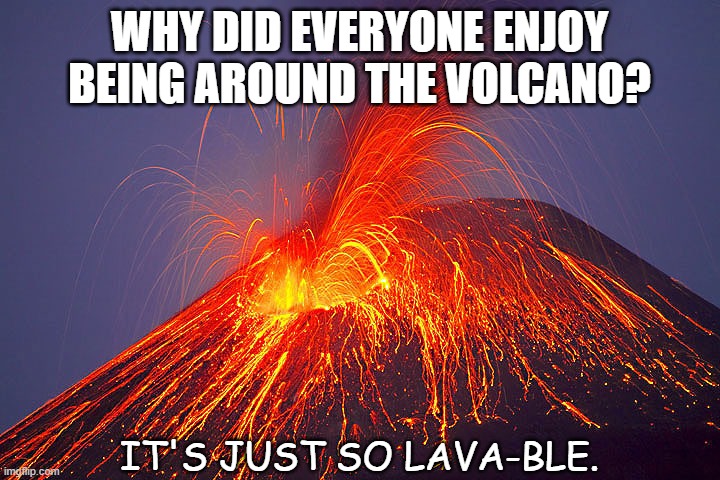 WHY DID EVERYONE ENJOY
BEING AROUND THE VOLCANO?
IT'S JUST SO LAVA-BLE.
imgflip.com